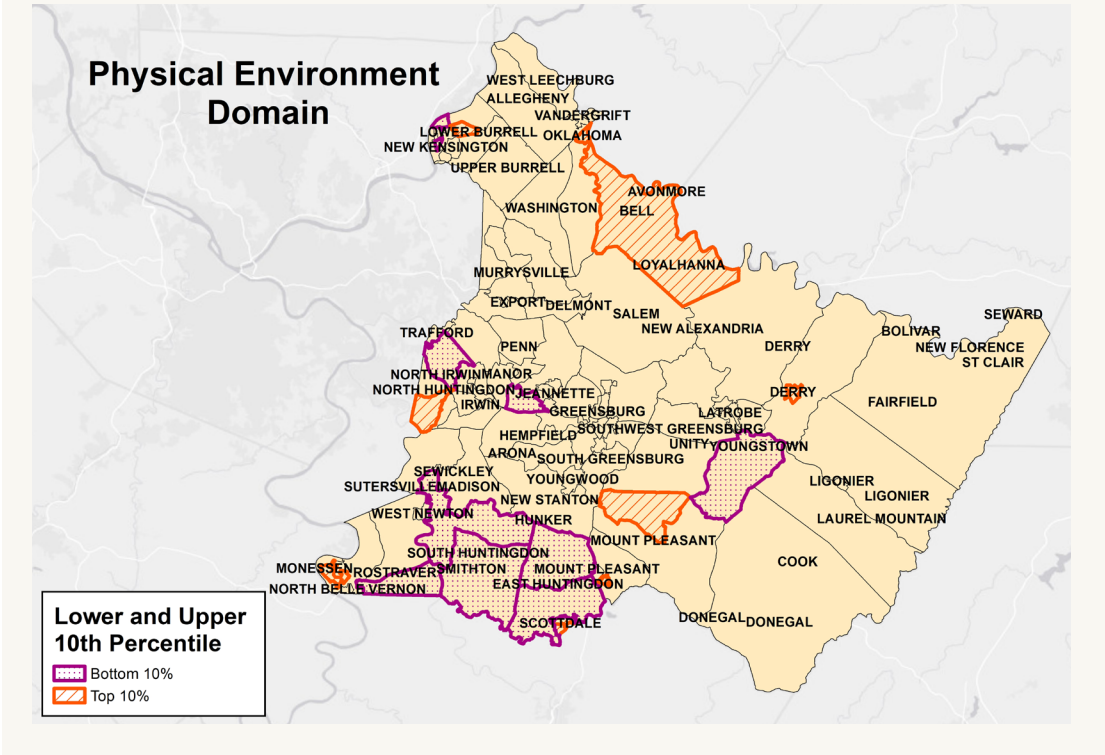 Physical Environment
Domain
WEST LEECHBURG
ALLEGHENY
VANDERGRIFT
LOWER BURRELL
OKLAHOMA
NEW KENSINGTON
UPPER BURRELL
AVONMORE
WASHINGTON
BELL
LOYALHANNA
MURRYSVILLE
EXPORT
DELMONT
SALEM
SEWARD
NEW ALEXANDRIA
BOLIVAR
TRAFFORD
PENN
DERRY
NEW FLORENCE
ST CLAIR
NORTH IRWIN
MANOR
NORTH HUNTINGDON
JEANNETTE
DERRY
IRWIN
GREENSBURG
LATROBE
FAIRFIELD
SOUTHWEST GREENSBURG
HEMPFIELD
UNITY
YOUNGSTOWN
ARONA
SOUTH GREENSBURG
SEWICKLEY
YOUNGWOOD
LIGONIER
SUTERSVILLE
MADISON
LIGONIER
NEW STANTON
WEST NEWTON
HUNKER
LAUREL MOUNTAIN
MOUNT PLEASANT
SOUTH HUNTINGDON
COOK
MONESSEN
ROSTRAVER
SMITHTON
MOUNT PLEASANT
NORTH BELLE VERNON
EAST HUNTINGDON
SCOTTDALE
DONEGAL
DONEGAL
Lower and Upper
10th Percentile
Bottom 10%
Top 10%